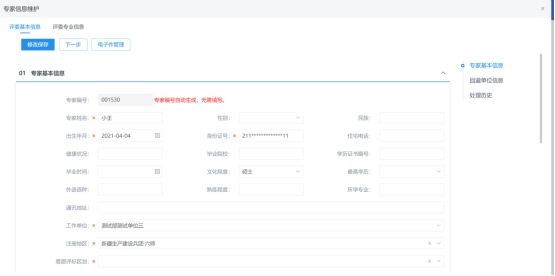 专家信息维护
评委基本信息 评委专业信息
修改保存 下一步 电子件管理
01 专家基本信息
专家编号: 001530 专家编号自动生成，无需填写。
专家姓名: * 小王 性别: 民族:
出生年月: * 2021-04-04 身份证号: * Z11**************11 住宅电话:
健康状况: 毕业院校: 学历证书编号:
毕业时间: 文化程度: * 硕士 最高学历:
外语语种: 熟练程度: 所学专业:
通讯地址:
工作单位: * 测试部测试单位三
注册地区: * 新疆生产建设兵团·六师
意愿评标区划: *
专家基本信息
回避单位信息
处理历史